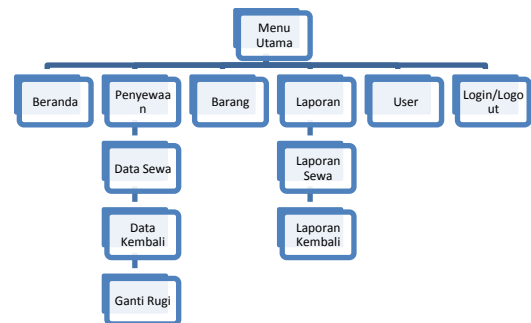 Menu
Utama
Beranda
Penyewaa
n
Barang
Laporan
User
Login/Logo
ut
Data Sewa
Laporan
Sewa
Data
Kembali
Laporan
Kembali
Ganti Rugi